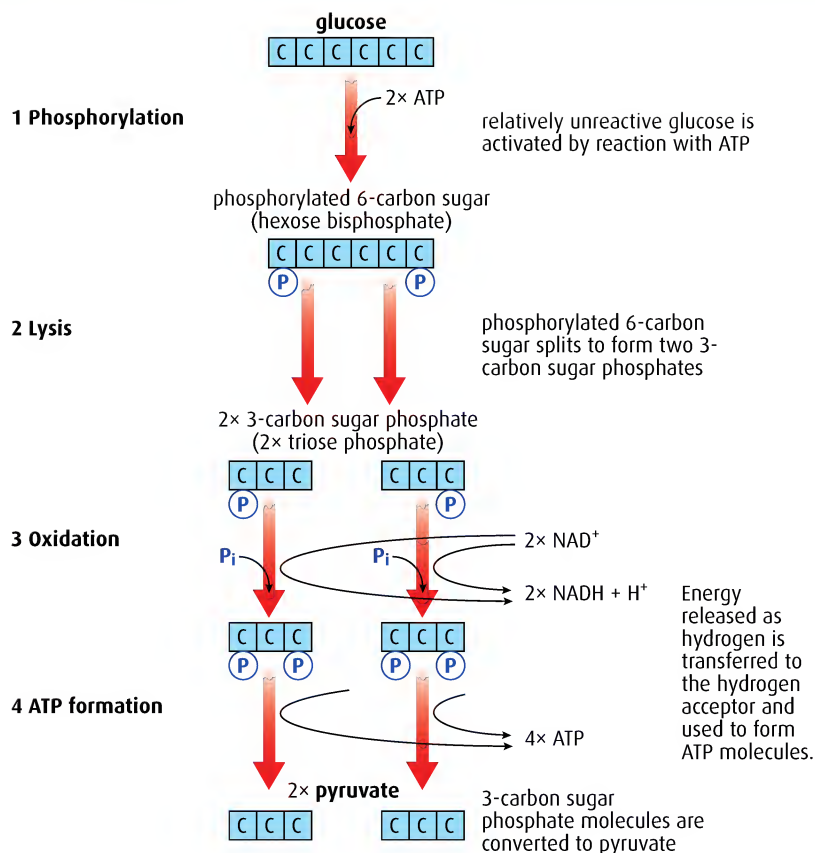 glucose
C C C C C C
2× ATP
1 Phosphorylation
relatively unreactive glucose is
activated by reaction with ATP
phosphorylated 6-carbon sugar
(hexose bisphosphate)
C C C C C C
P P
2 Lysis
phosphorylated 6-carbon
sugar splits to form two 3-
carbon sugar phosphates
2× 3-carbon sugar phosphate
(2× triose phosphate)
C C C C C C
P P
3 Oxidation
2× NAD⁺
Pi Pi
2× NADH + H⁺
Energy
released as
hydrogen is
transferred to
the hydrogen
acceptor and
used to form
ATP molecules.
C C C C C C
P P P P
4 ATP formation
4× ATP
2× pyruvate
C C C C C C
3-carbon sugar
phosphate molecules are
converted to pyruvate